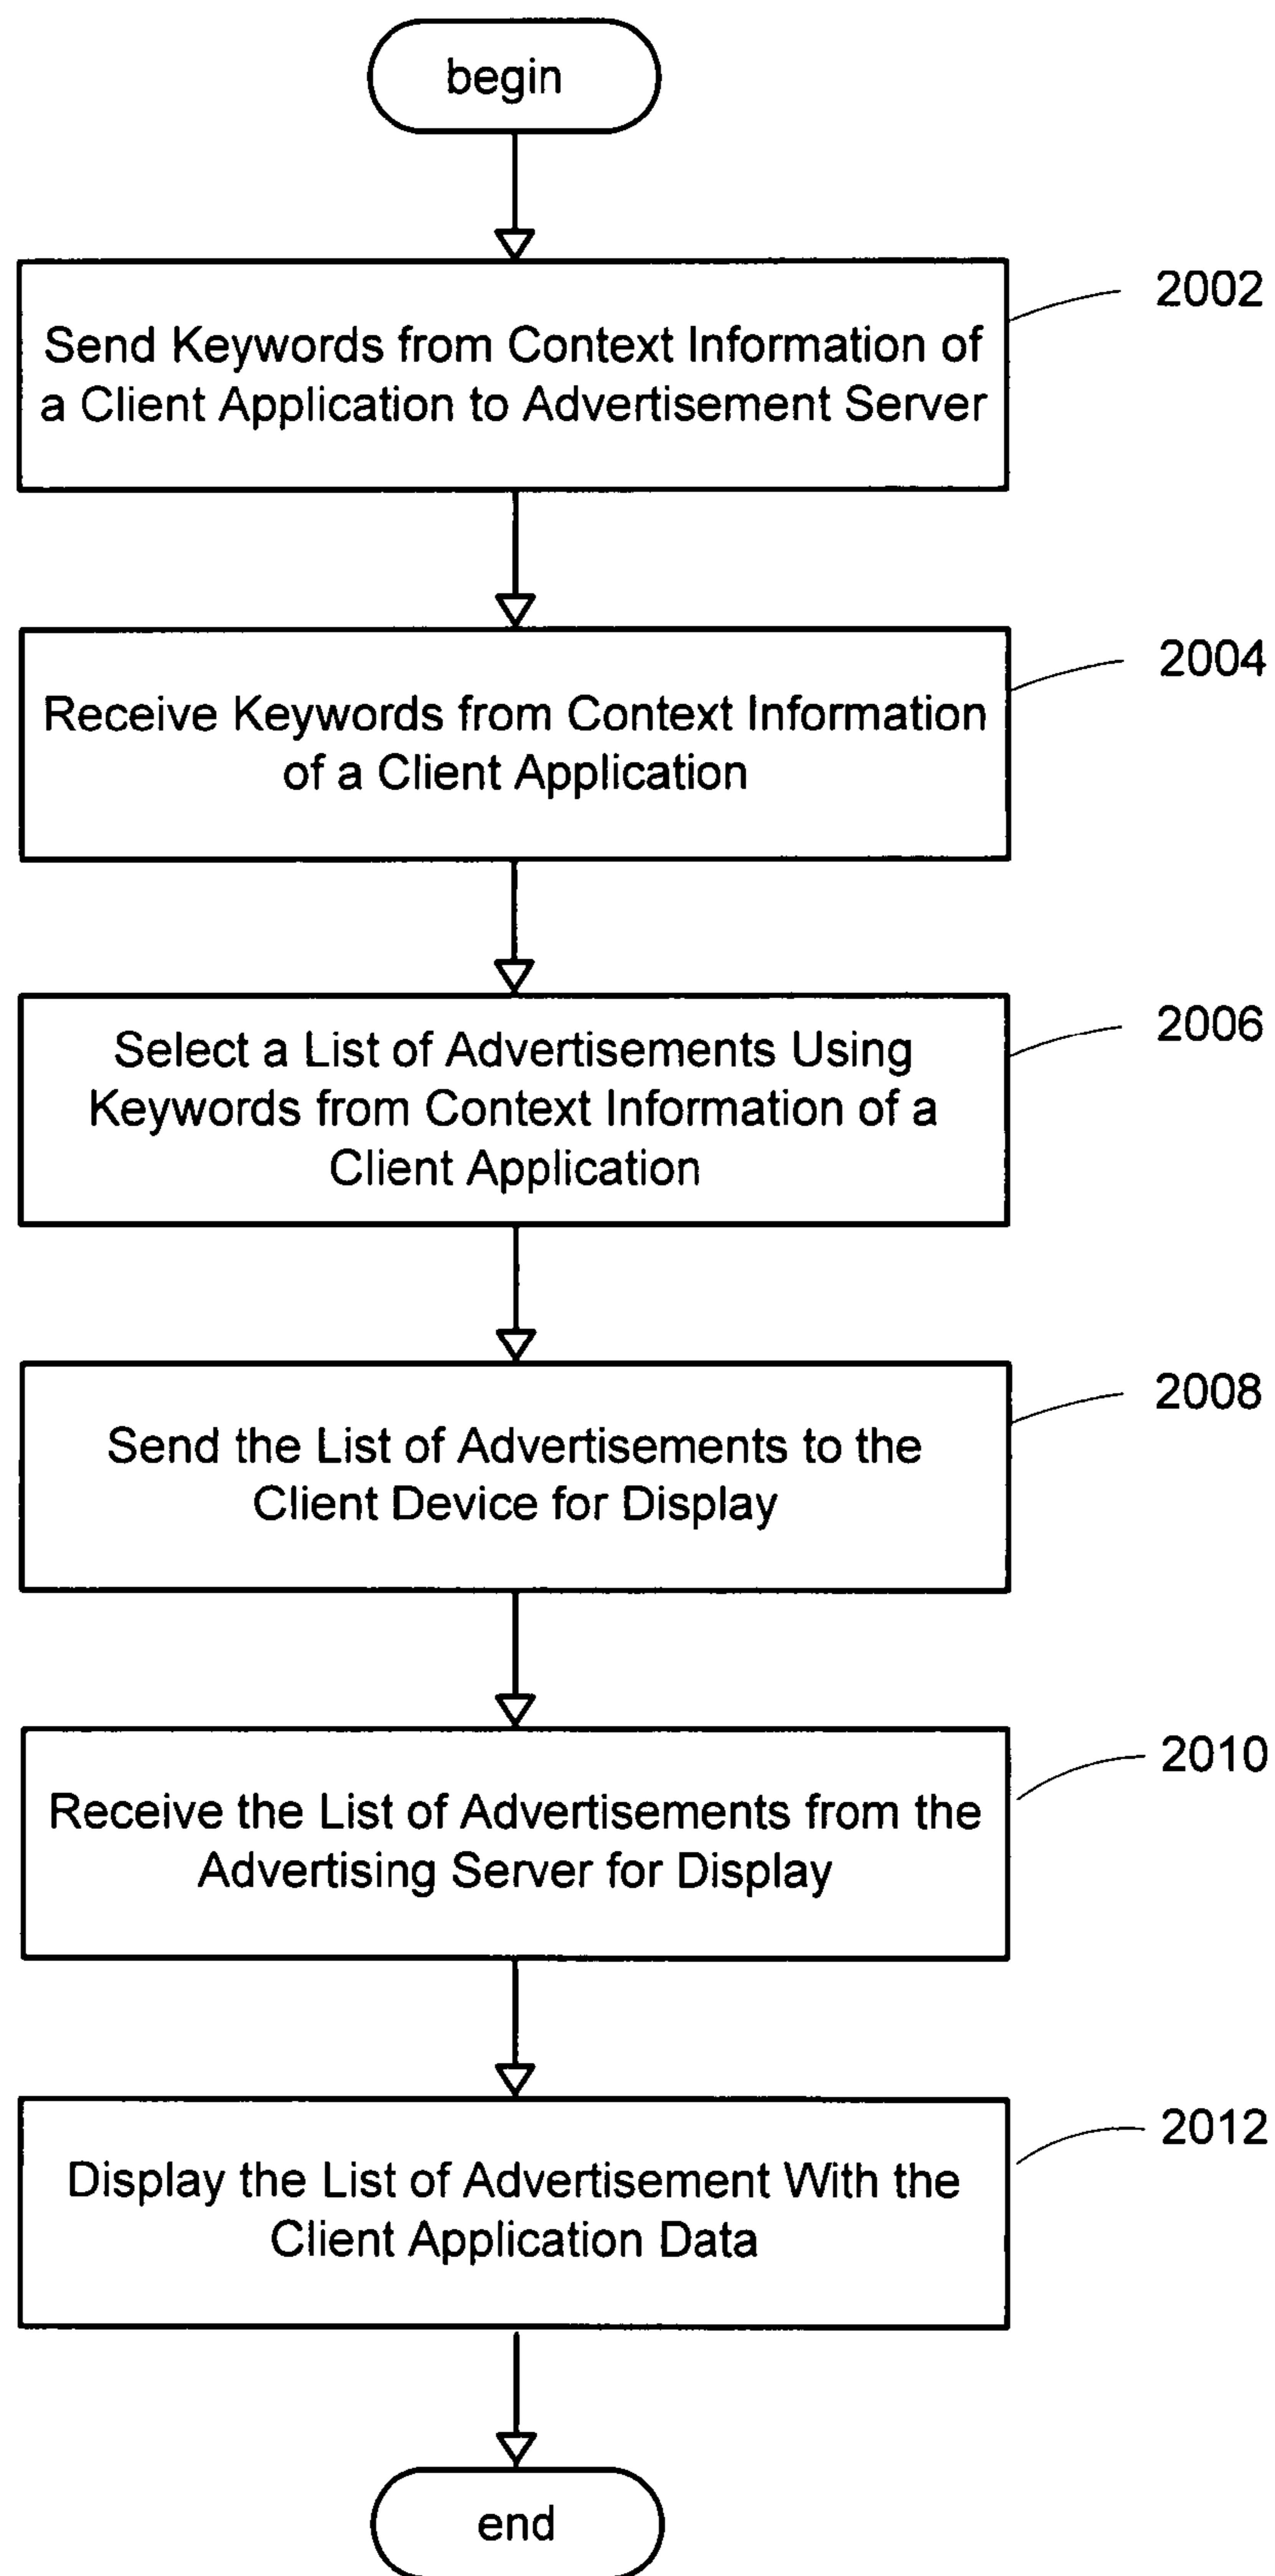 begin
2002
Send Keywords from Context Information of
a Client Application to Advertisement Server
2004
Receive Keywords from Context Information
of a Client Application
2006
Select a List of Advertisements Using
Keywords from Context Information of a
Client Application
2008
Send the List of Advertisements to the
Client Device for Display
2010
Receive the List of Advertisements from the
Advertising Server for Display
2012
Display the List of Advertisement With the
Client Application Data
end